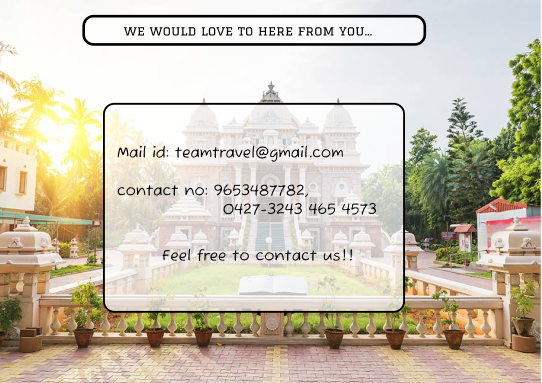 WE WOULD LOVE TO HERE FROM YOU...
Mail id: teamtravel@gmail.com
contact no: 9653487782,
0427-3243 465 4573
Feel free to contact us!!